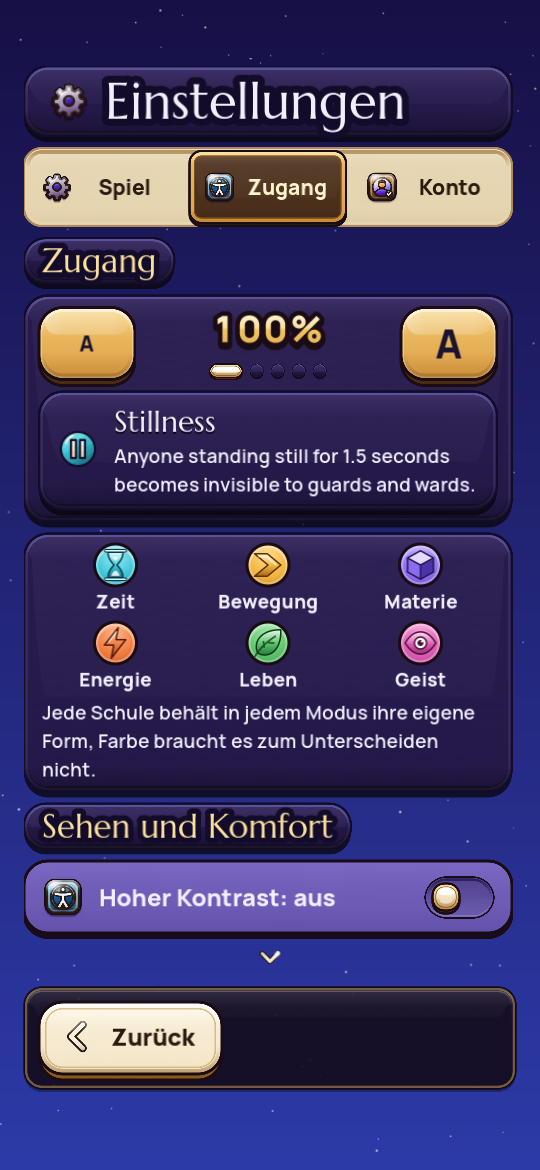 Einstellungen
Spiel
Zugang
Konto
Zugang
A
100%
A
Stillness
Anyone standing still for 1.5 seconds
becomes invisible to guards and wards.
Zeit
Bewegung
Materie
Energie
Leben
Geist
Jede Schule behält in jedem Modus ihre eigene
Form, Farbe braucht es zum Unterscheiden
nicht.
Sehen und Komfort
Hoher Kontrast: aus
Zurück